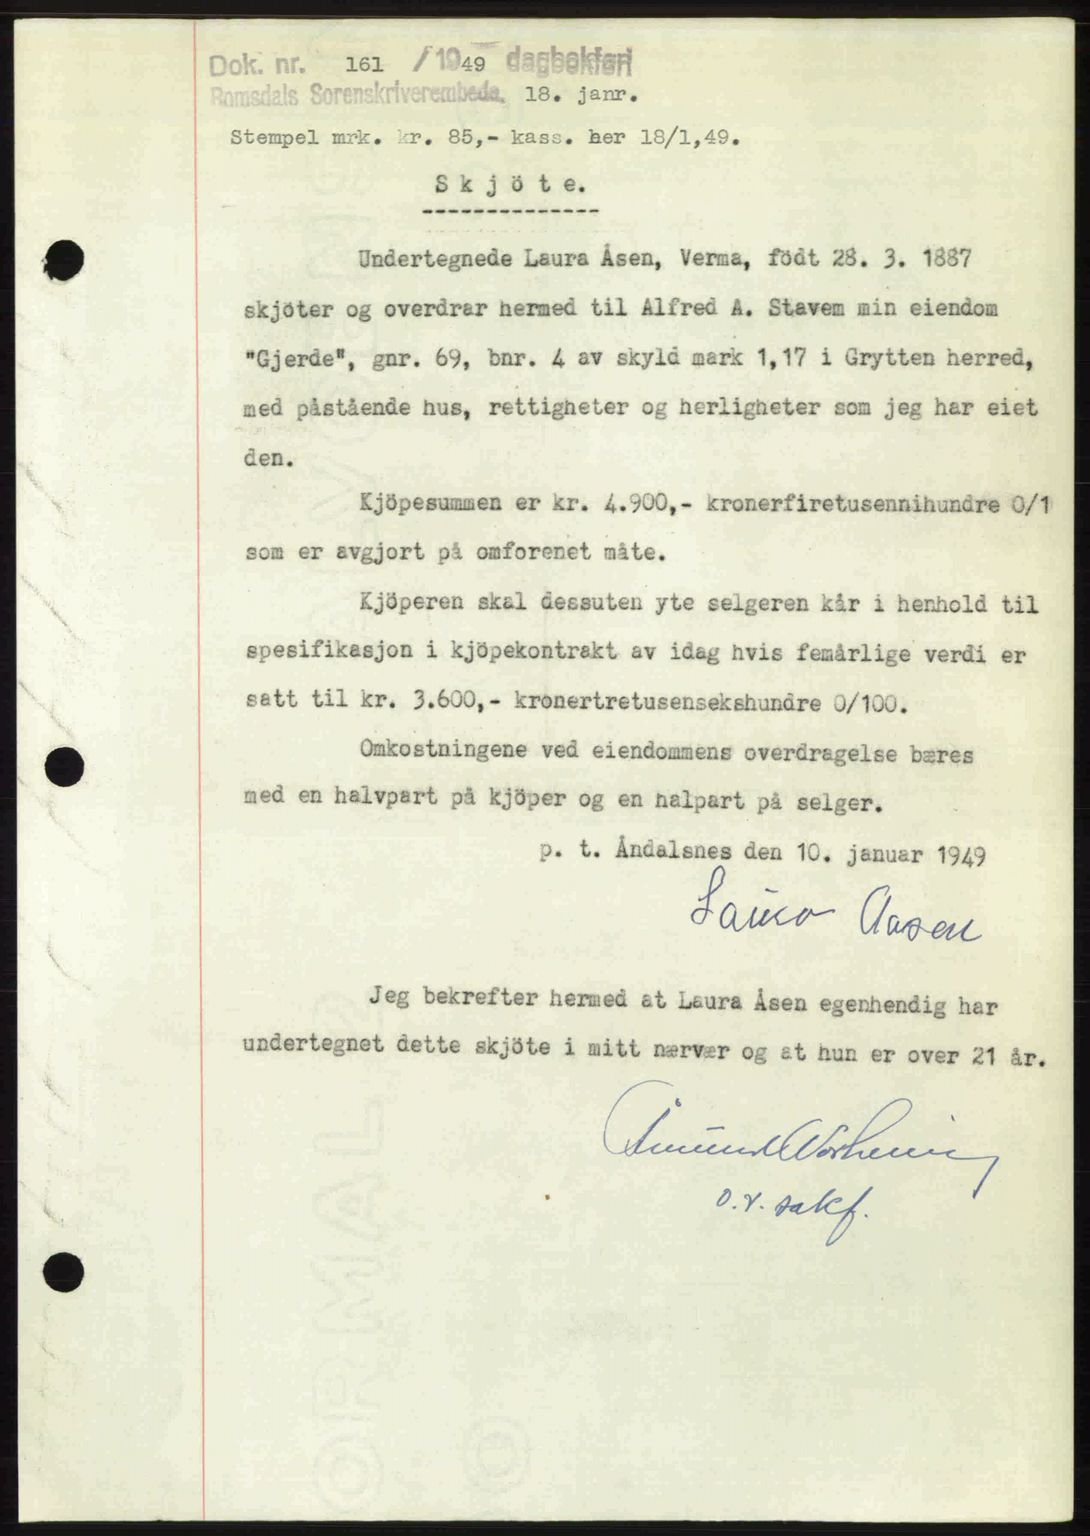 Dok. nr. 161 /1949 dagbokført
Romsdals Sorenskriverembede. 18. janr.
Stempel mrk. kr. 85,- kass. her 18/1,49.
S k j ö t e.
Undertegnede Laura Åsen, Verma, födt 28. 3. 1887
skjöter og overdrar hermed til Alfred A. Stavem min eiendom
"Gjerde", gnr. 69, bnr. 4 av skyld mark 1,17 i Grytten herred,
med påstående hus, rettigheter og herligheter som jeg har eiet
den.
Kjöpesummen er kr. 4.900,- kronerfiretusennihundre 0/1
som er avgjort på omforenet måte.
Kjöperen skal dessuten yte selgeren kår i henhold til
spesifikasjon i kjöpekontrakt av idag hvis femårlige verdi er
satt til kr. 3.600,- kronertretusensekshundre 0/100.
Omkostningene ved eiendommens overdragelse bæres
med en halvpart på kjöper og en halpart på selger.
p. t. Åndalsnes den 10. januar 1949
Laura Aasen
Jeg bekrefter hermed at Laura Åsen egenhendig har
undertegnet dette skjöte i mitt nærvær og at hun er over 21 år.
Åmund
o.r. sakf.